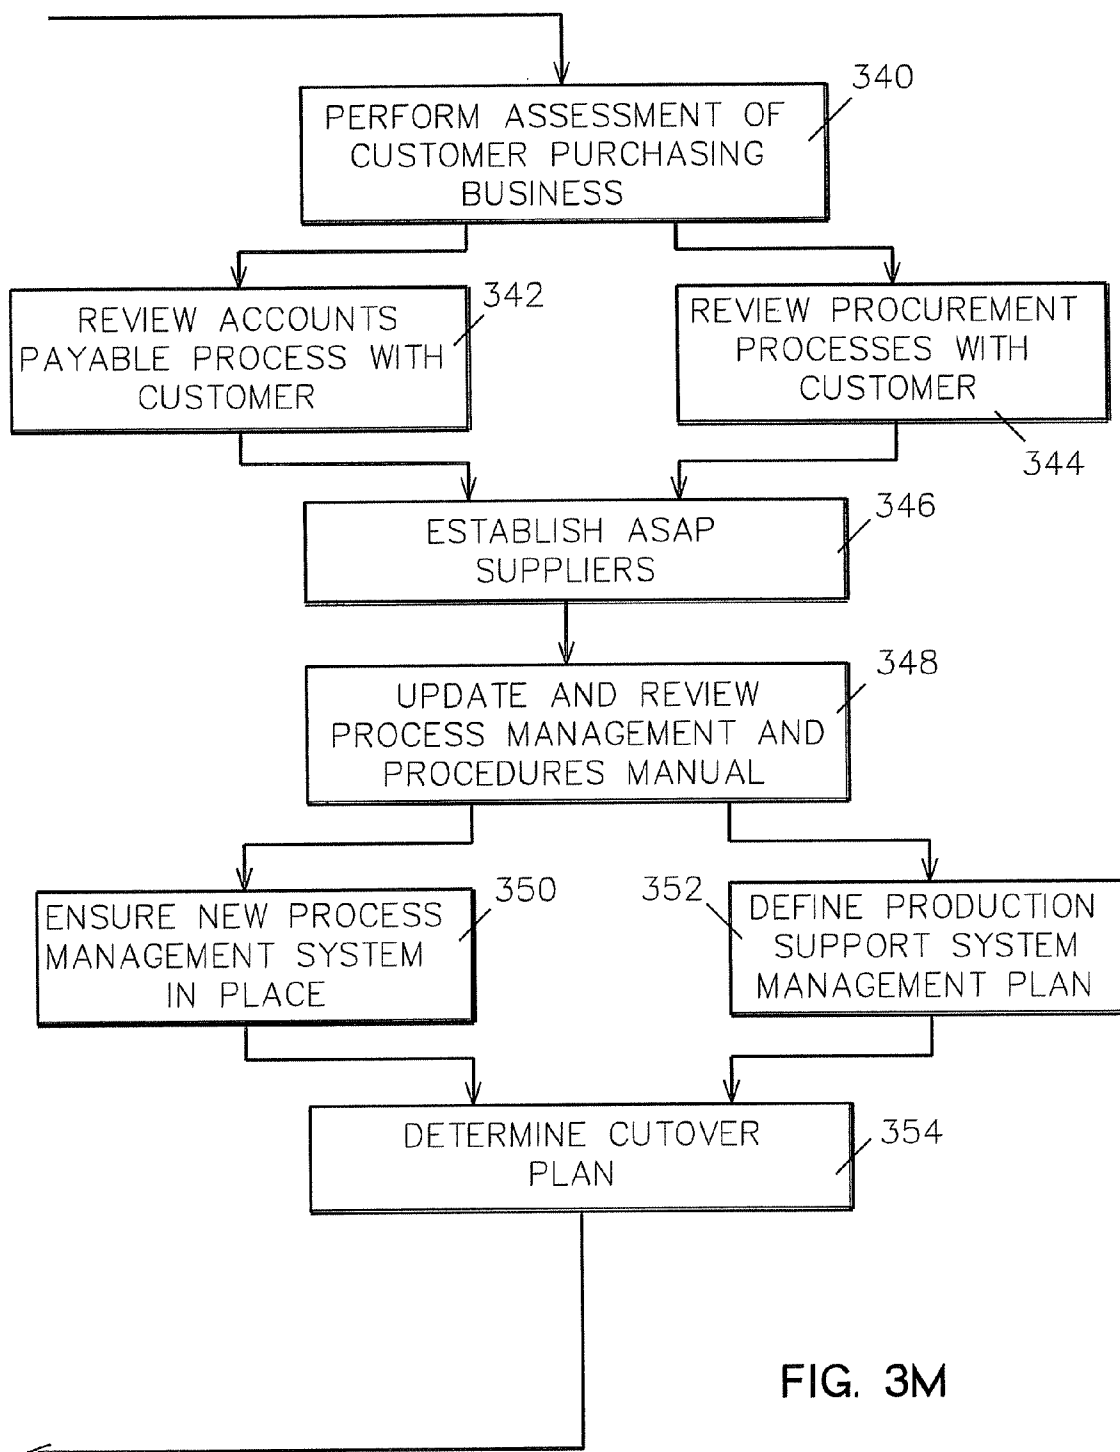 340
PERFORM ASSESSMENT OF
CUSTOMER PURCHASING
BUSINESS
342
REVIEW ACCOUNTS
PAYABLE PROCESS WITH
CUSTOMER
REVIEW PROCUREMENT
PROCESSES WITH
CUSTOMER
344
346
ESTABLISH ASAP
SUPPLIERS
348
UPDATE AND REVIEW
PROCESS MANAGEMENT AND
PROCEDURES MANUAL
350
ENSURE NEW PROCESS
MANAGEMENT SYSTEM
IN PLACE
352
DEFINE PRODUCTION
SUPPORT SYSTEM
MANAGEMENT PLAN
DETERMINE CUTOVER
PLAN
354
FIG. 3M